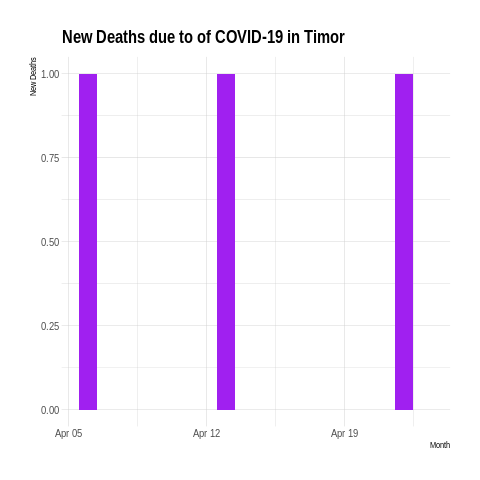 New Deaths due to of COVID-19 in Timor
New Deaths
1.00
0.75
0.50
0.25
0.00
Apr 05 Apr 12 Apr 19
Month